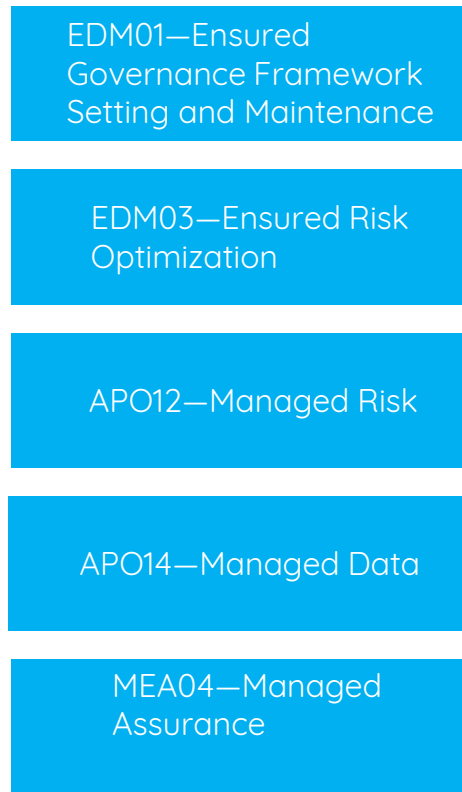 EDM01—Ensured
Governance Framework
Setting and Maintenance
EDM03—Ensured Risk
Optimization
APO12—Managed Risk
APO14—Managed Data
MEA04—Managed
Assurance